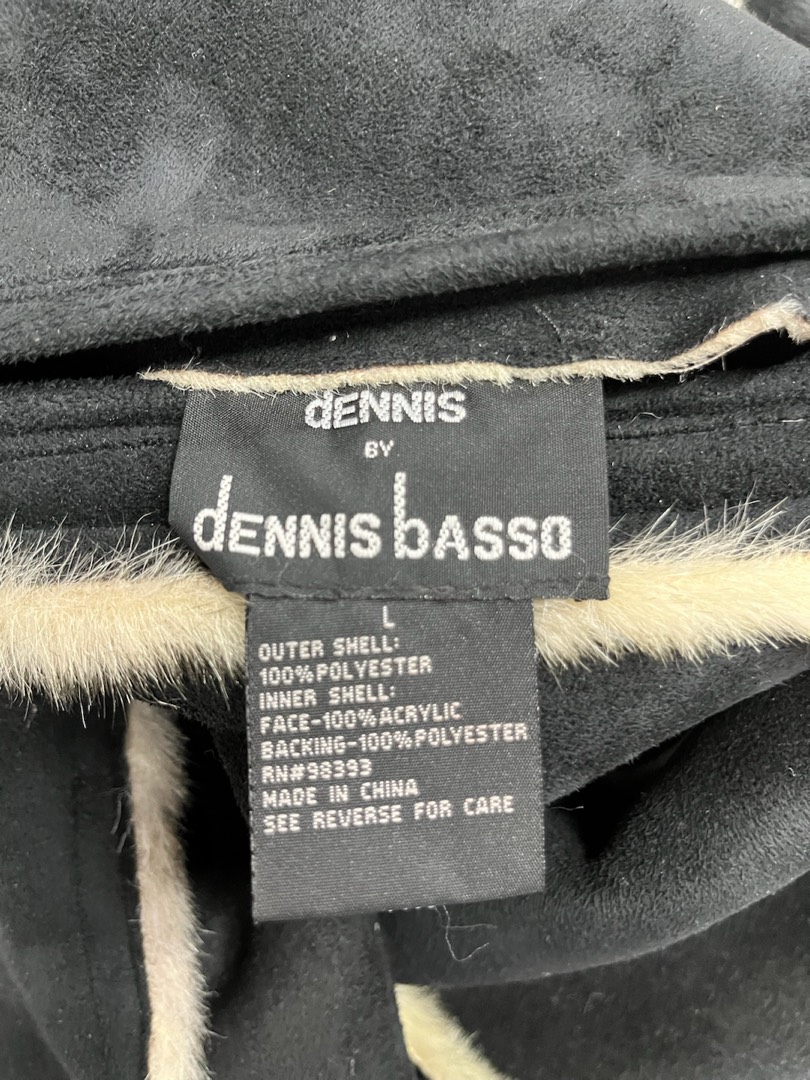 dENNIS
BY
dENNIS bASSO
L
OUTER SHELL:
100%POLYESTER
INNER SHELL:
FACE-100%ACRYLIC
BACKING-100%POLYESTER
RN#98393
MADE IN CHINA
SEE REVERSE FOR CARE